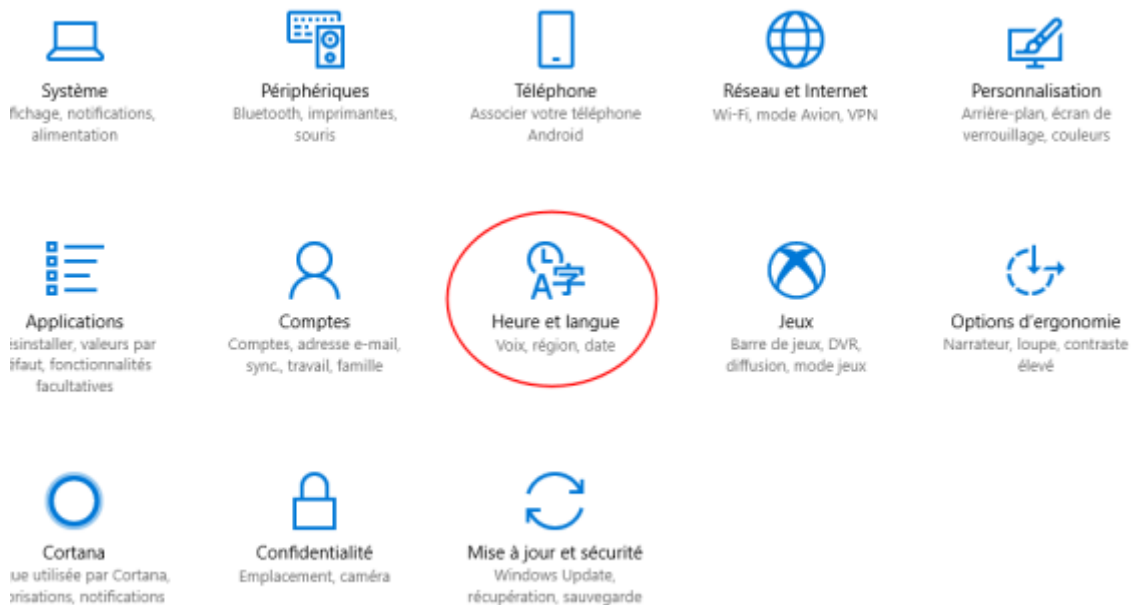 Système
fichage, notifications,
alimentation
Périphériques
Bluetooth, imprimantes,
souris
Téléphone
Associer votre téléphone
Android
Réseau et Internet
Wi-Fi, mode Avion, VPN
Personnalisation
Arrière-plan, écran de
verrouillage, couleurs
Applications
sinstaller, valeurs par
éfaut, fonctionnalités
facultatives
Comptes
Comptes, adresse e-mail,
sync., travail, famille
A字
Heure et langue
Voix, région, date
Jeux
Barre de jeux, DVR,
diffusion, mode jeux
Options d'ergonomie
Narrateur, loupe, contraste
élevé
Cortana
ue utilisée par Cortana,
orisations, notifications
Confidentialité
Emplacement, caméra
Mise à jour et sécurité
Windows Update,
récupération, sauvegarde